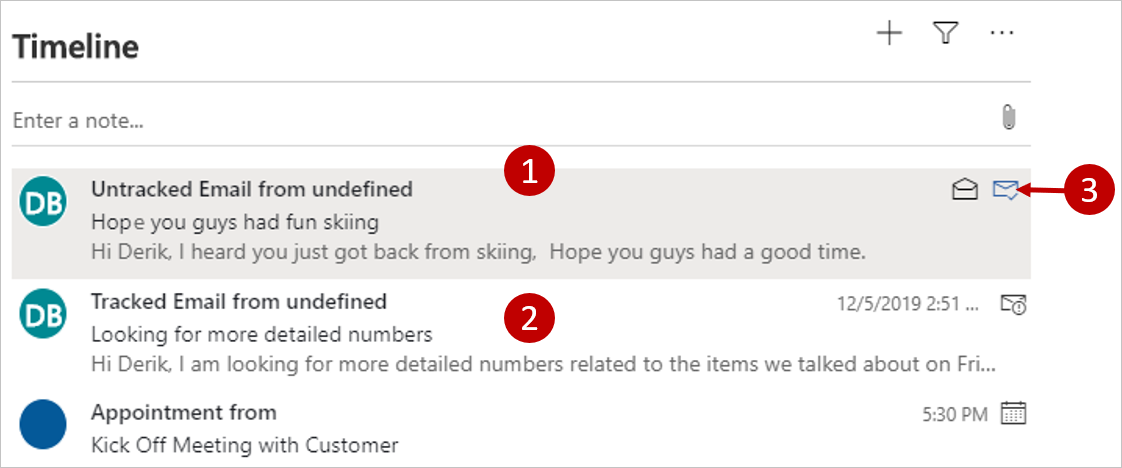 Timeline
Enter a note...
1
DB
Untracked Email from undefined
3
Hope you guys had fun skiing
Hi Derik, I heard you just got back from skiing,  Hope you guys had a good time.
DB
Tracked Email from undefined
12/5/2019 2:51 ...
2
Looking for more detailed numbers
Hi Derik, I am looking for more detailed numbers related to the items we talked about on Fri...
Appointment from
5:30 PM
Kick Off Meeting with Customer